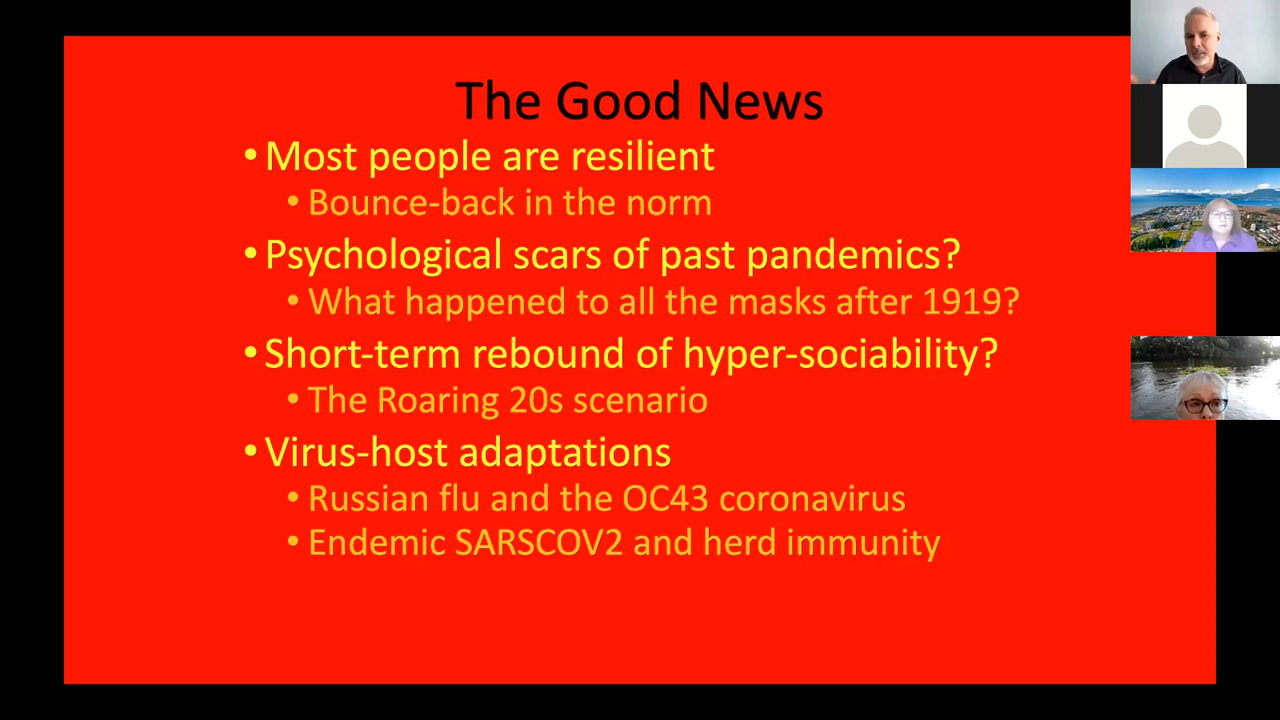 The Good News
•Most people are resilient
•Bounce-back in the norm
•Psychological scars of past pandemics?
•What happened to all the masks after 1919?
•Short-term rebound of hyper-sociability?
•The Roaring 20s scenario
•Virus-host adaptations
•Russian flu and the OC43 coronavirus
•Endemic SARSCOV2 and herd immunity